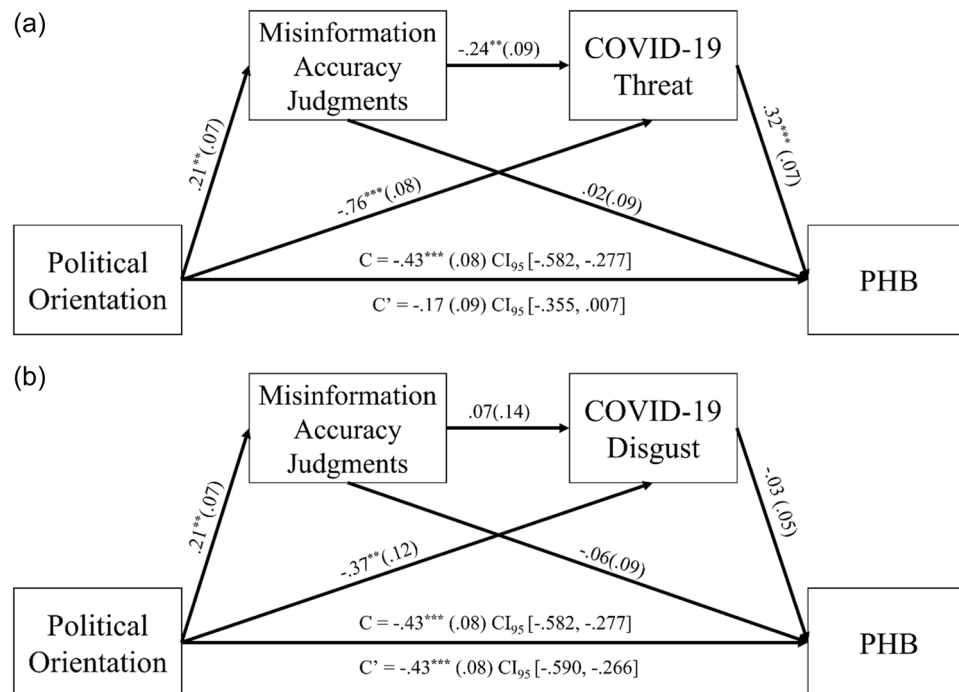 (a)
Misinformation
Accuracy
Judgments
-.24**(.09)
COVID-19
Threat
.21**(.07)
-.76***(.08)
.02(.09)
.32***(.07)
Political
Orientation
C = -.43*** (.08) CI95 [-.582, -.277]
C’ = -.17 (.09) CI95 [-.355, .007]
PHB
(b)
Misinformation
Accuracy
Judgments
.07(.14)
COVID-19
Disgust
.21**(.07)
-.37**(.12)
-.06(.09)
-.03 (.05)
Political
Orientation
C = -.43*** (.08) CI95 [-.582, -.277]
C’ = -.43*** (.08) CI95 [-.590, -.266]
PHB